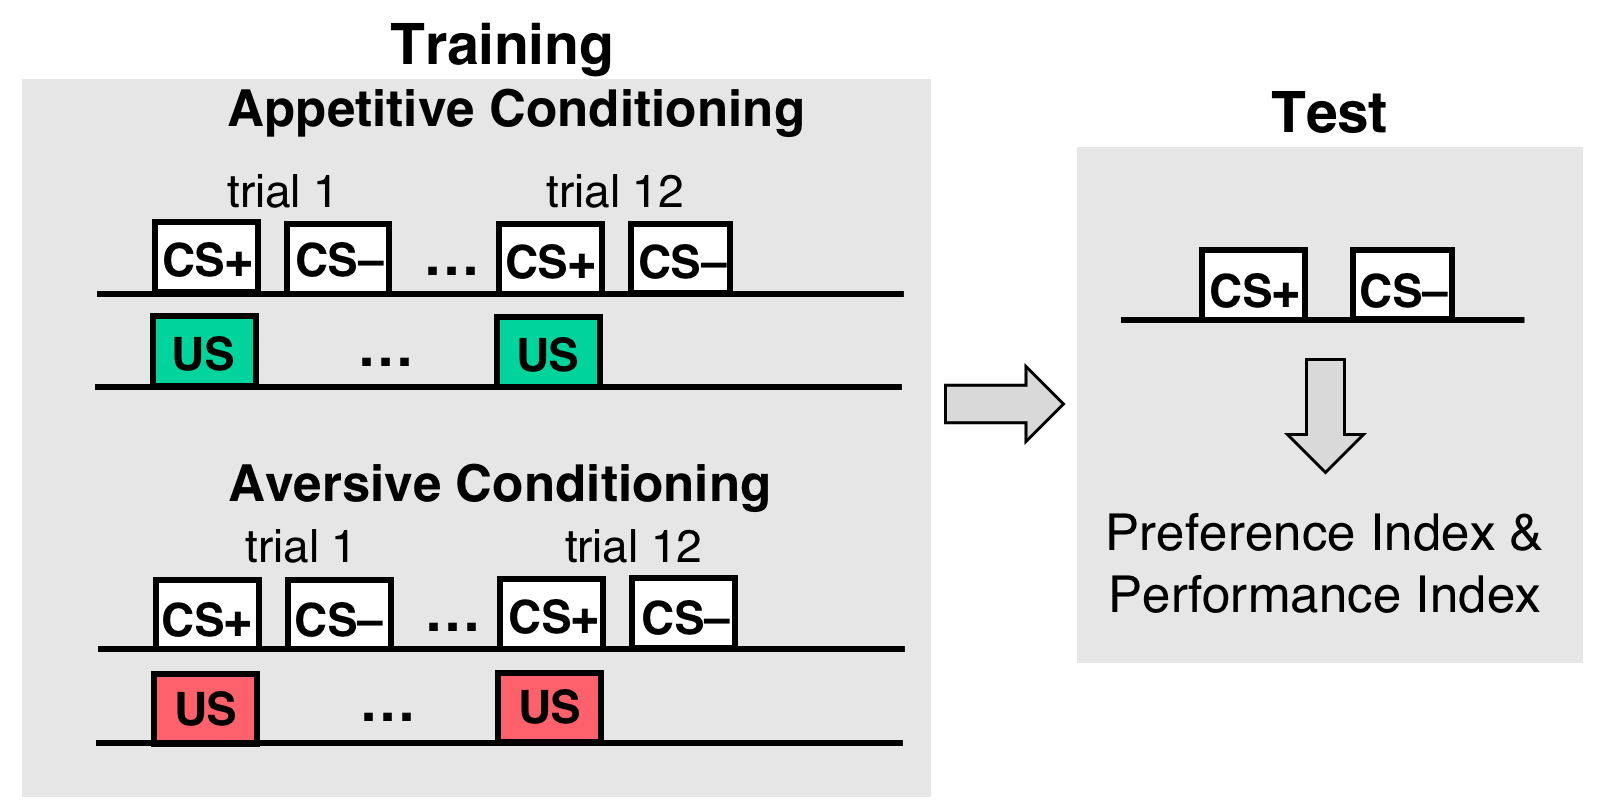 Training
Appetitive Conditioning
trial 1 trial 12
CS+ CS– ... CS+ CS–
US ... US
Aversive Conditioning
trial 1 trial 12
CS+ CS– ... CS+ CS–
US ... US
Test
CS+ CS–
Preference Index &
Performance Index